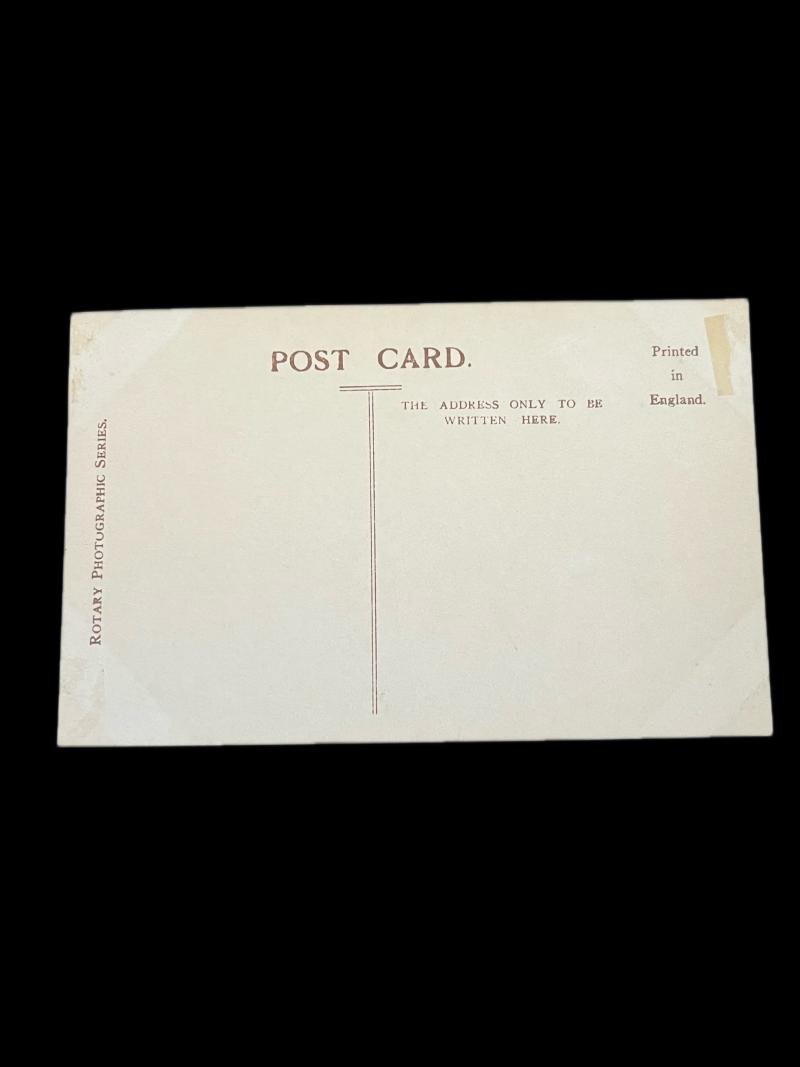 POST CARD.
Printed
in
England.
THE ADDRESS ONLY TO BE
WRITTEN HERE.
ROTARY PHOTOGRAPHIC SERIES.